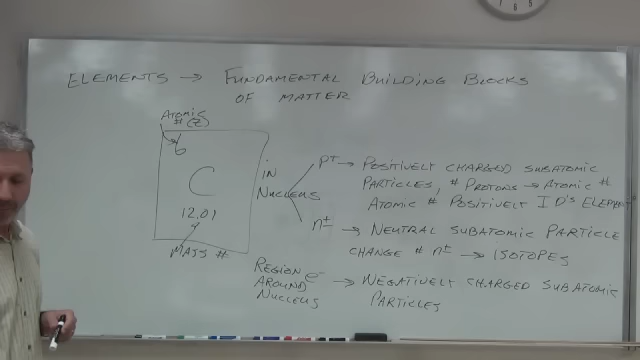 ELEMENTS → FUNDAMENTAL BUILDING BLOCKS
OF MATTER
ATOMIC
# (Z)
6
C
12.01
MASS #
IN
NUCLEUS
P+ → POSITIVELY CHARGED SUBATOMIC
PARTICLES, # PROTONS → ATOMIC #
ATOMIC # POSITIVELY ID'S ELEMENT
n± → NEUTRAL SUBATOMIC PARTICLE
CHANGE # n± → ISOTOPES
REGION
AROUND
NUCLEUS
e- → NEGATIVELY CHARGED SUBATOMIC
PARTICLES